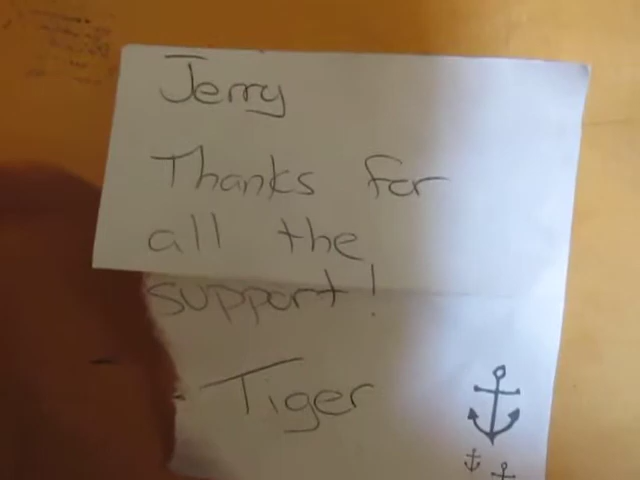 Jerry
Thanks for
all the
support!
- Tiger